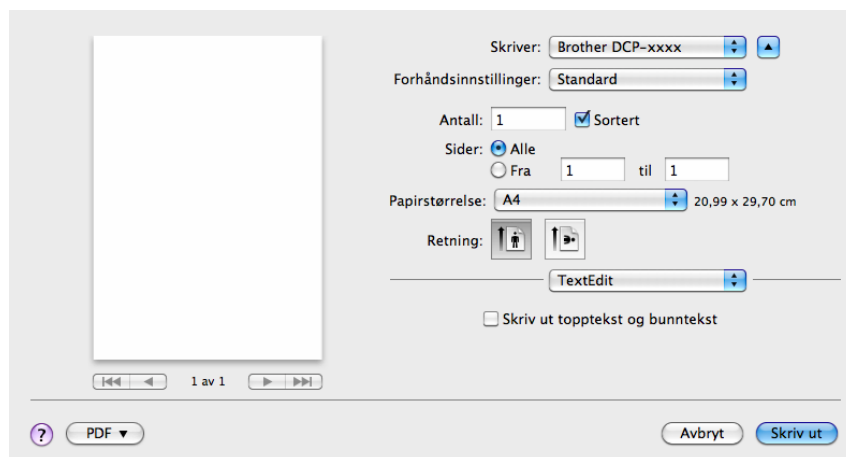 Skriver: Brother DCP-xxxx
Forhåndsinnstillinger: Standard
Antall: 1 Sortert
Sider: Alle
Fra 1 til 1
Papirstørrelse: A4 20,99 x 29,70 cm
Retning:
TextEdit
Skriv ut topptekst og bunntekst
1 av 1
? PDF Avbryt Skriv ut